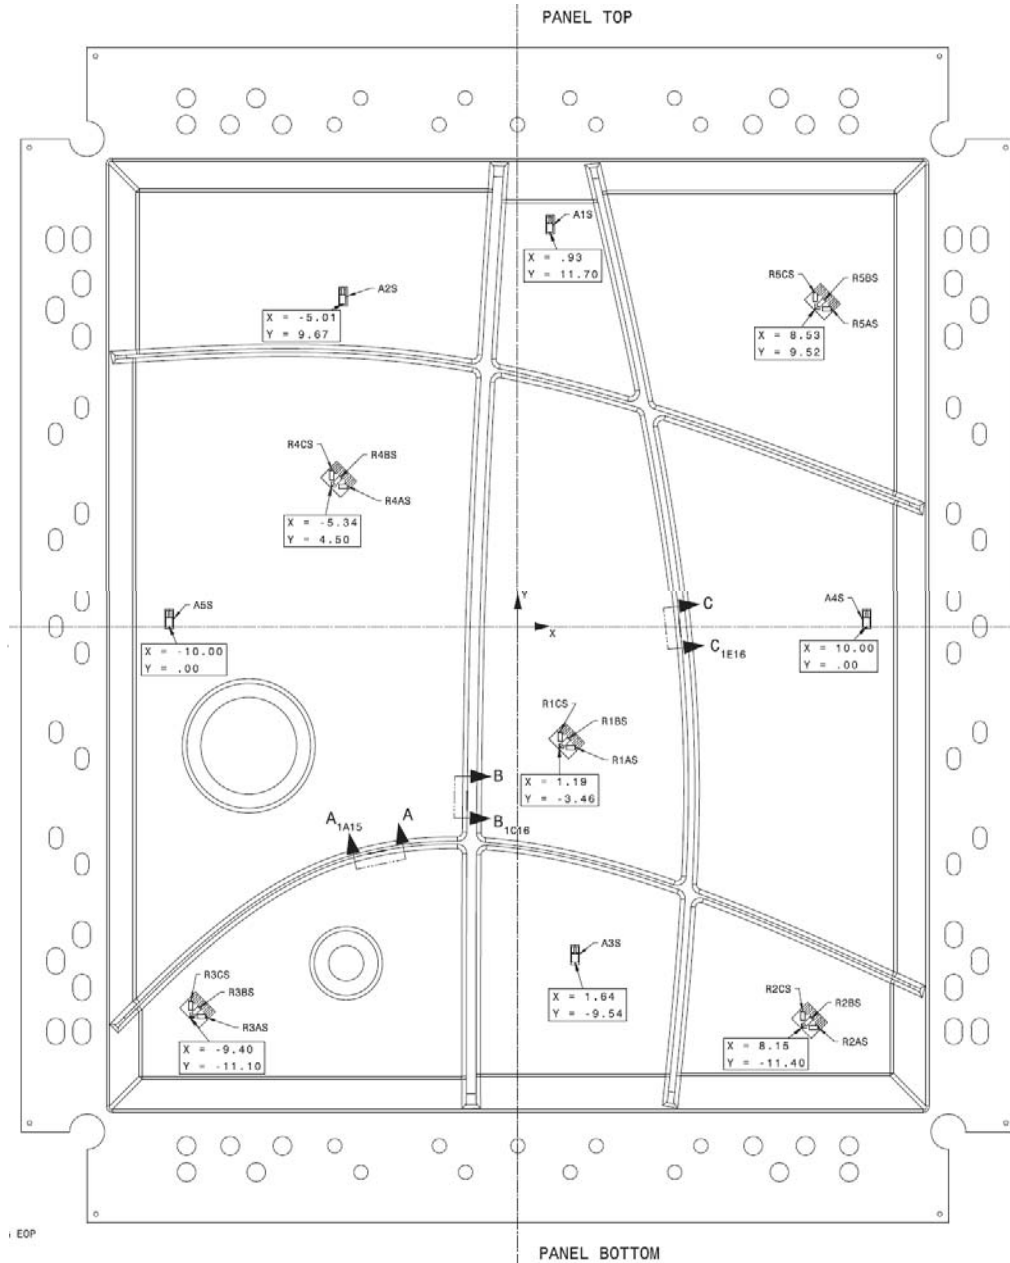 PANEL TOP
A1S
X = .93
Y = 11.70
A2S
X = -5.01
Y = 9.67
R6CS
R5BS
R5AS
X = 8.53
Y = 9.52
R4CS
R4BS
R4AS
X = -5.34
Y = 4.50
Y
X
C
C1E16
A5S
X = -10.00
Y = .00
A4S
X = 10.00
Y = .00
R1CS
R1BS
R1AS
X = 1.19
Y = -3.46
B
B1C16
A1A15
A
A3S
X = 1.64
Y = -9.54
R3CS
R3BS
R3AS
X = -9.40
Y = -11.10
R2CS
R2BS
R2AS
X = 8.15
Y = -11.40
EOP
PANEL BOTTOM